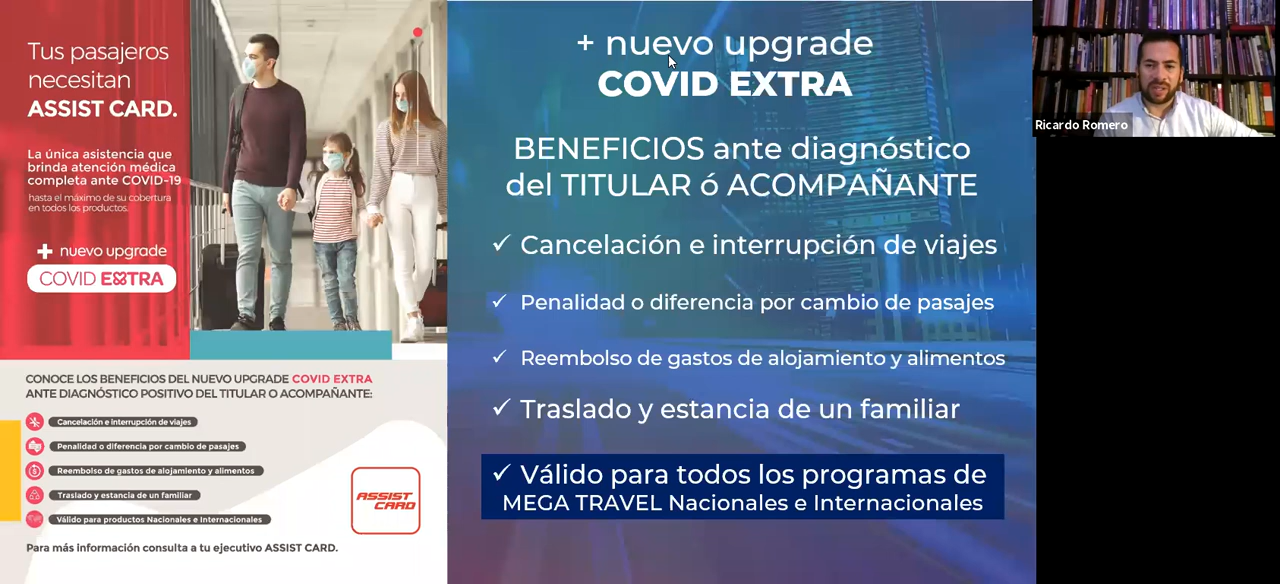 Tus pasajeros
necesitan
ASSIST CARD.
La única asistencia que
brinda atención médica
completa ante COVID-19
hasta el máximo de su cobertura
en todos los productos.
+ nuevo upgrade
COVID EXTRA
CONOCE LOS BENEFICIOS DEL NUEVO UPGRADE COVID EXTRA
ANTE DIAGNÓSTICO POSITIVO DEL TITULAR O ACOMPAÑANTE:
Cancelación e interrupción de viajes
Penalidad o diferencia por cambio de pasajes
Reembolso de gastos de alojamiento y alimentos
Traslado y estancia de un familiar
Válido para productos Nacionales e Internacionales
ASSIST
CARD
Para más información consulta a tu ejecutivo ASSIST CARD.
+ nuevo upgrade
COVID EXTRA
BENEFICIOS ante diagnóstico
del TITULAR ó ACOMPAÑANTE
✓ Cancelación e interrupción de viajes
✓ Penalidad o diferencia por cambio de pasajes
✓ Reembolso de gastos de alojamiento y alimentos
✓ Traslado y estancia de un familiar
✓ Válido para todos los programas de
MEGA TRAVEL Nacionales e Internacionales
Ricardo Romero